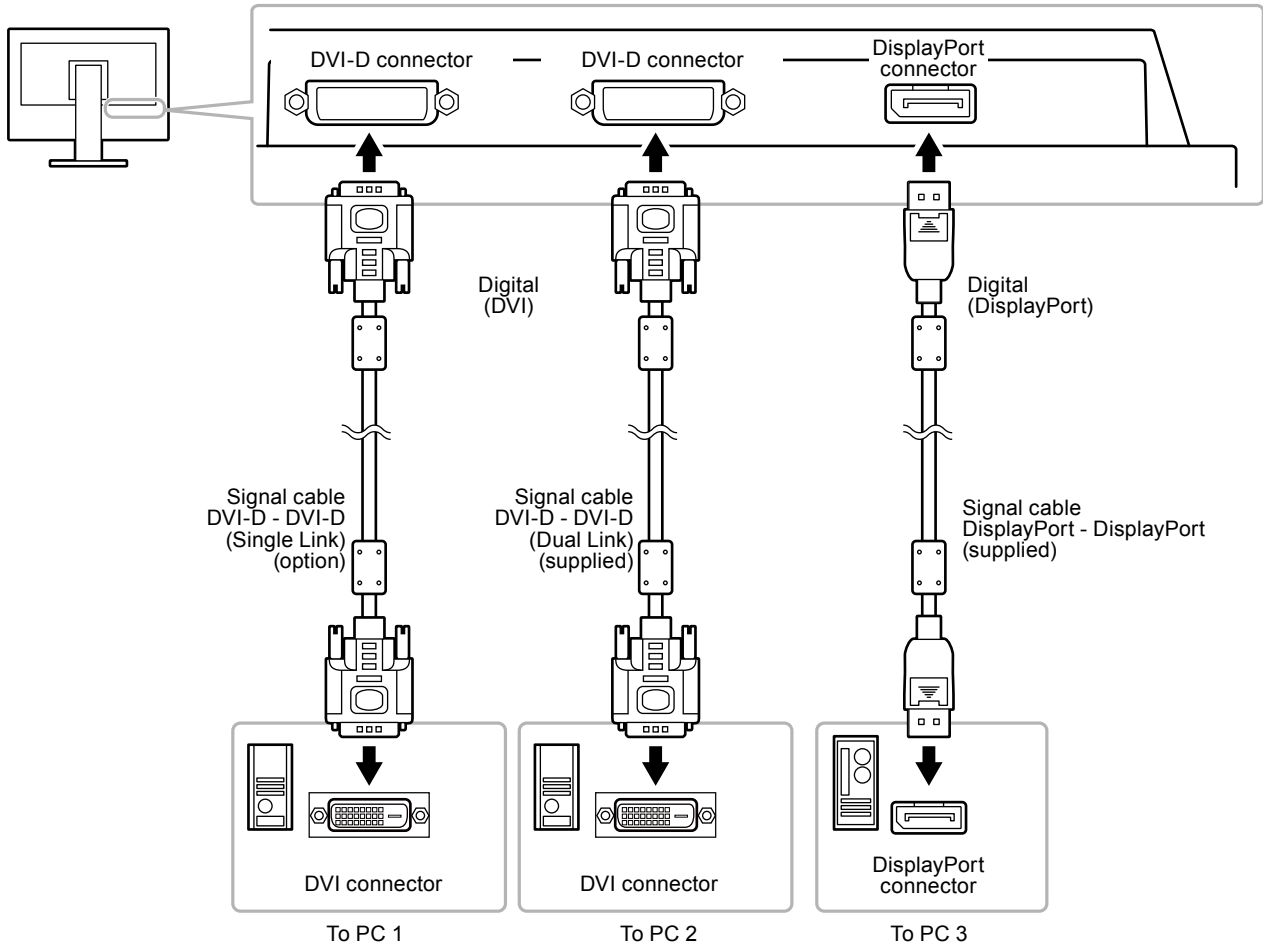 DVI-D connector
DVI-D connector
DisplayPort
connector
Digital
(DVI)
Digital
(DisplayPort)
Signal cable
DVI-D - DVI-D
(Single Link)
(option)
Signal cable
DVI-D - DVI-D
(Dual Link)
(supplied)
Signal cable
DisplayPort - DisplayPort
(supplied)
DVI connector
DVI connector
DisplayPort
connector
To PC 1
To PC 2
To PC 3